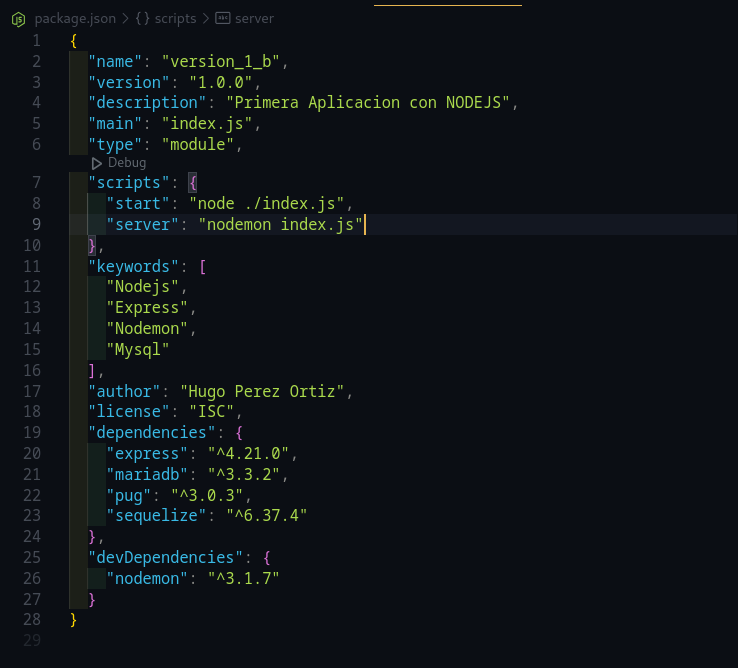 package.json > {} scripts > server
1 {
2 "name": "version_1_b",
3 "version": "1.0.0",
4 "description": "Primera Aplicacion con NODEJS",
5 "main": "index.js",
6 "type": "module",
Debug
7 "scripts": {
8 "start": "node ./index.js",
9 "server": "nodemon index.js"
10 },
11 "keywords": [
12 "Nodejs",
13 "Express",
14 "Nodemon",
15 "Mysql"
16 ],
17 "author": "Hugo Perez Ortiz",
18 "license": "ISC",
19 "dependencies": {
20 "express": "^4.21.0",
21 "mariadb": "^3.3.2",
22 "pug": "^3.0.3",
23 "sequelize": "^6.37.4"
24 },
25 "devDependencies": {
26 "nodemon": "^3.1.7"
27 }
28 }
29